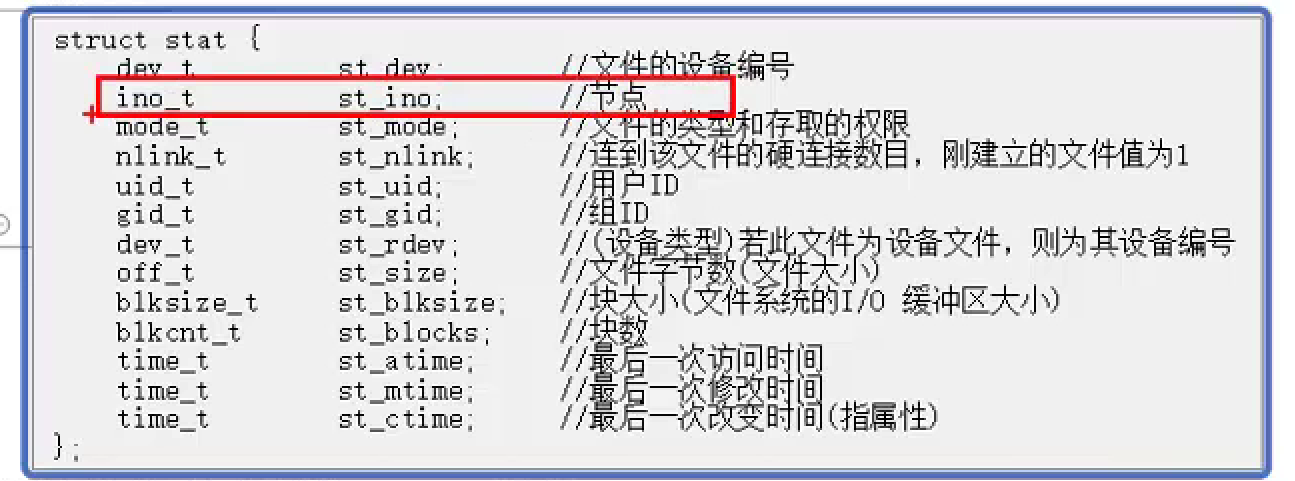 struct stat {
dev_t st_dev; //文件的设备编号
ino_t st_ino; //节点
mode_t st_mode; //文件的类型和存取的权限
nlink_t st_nlink; //连到该文件的硬连接数目，刚建立的文件值为1
uid_t st_uid; //用户ID
gid_t st_gid; //组ID
dev_t st_rdev; //(设备类型)若此文件为设备文件，则为其设备编号
off_t st_size; //文件字节数(文件大小)
blksize_t st_blksize; //块大小(文件系统的I/O 缓冲区大小)
blkcnt_t st_blocks; //块数
time_t st_atime; //最后一次访问时间
time_t st_mtime; //最后一次修改时间
time_t st_ctime; //最后一次改变时间(指属性)
};